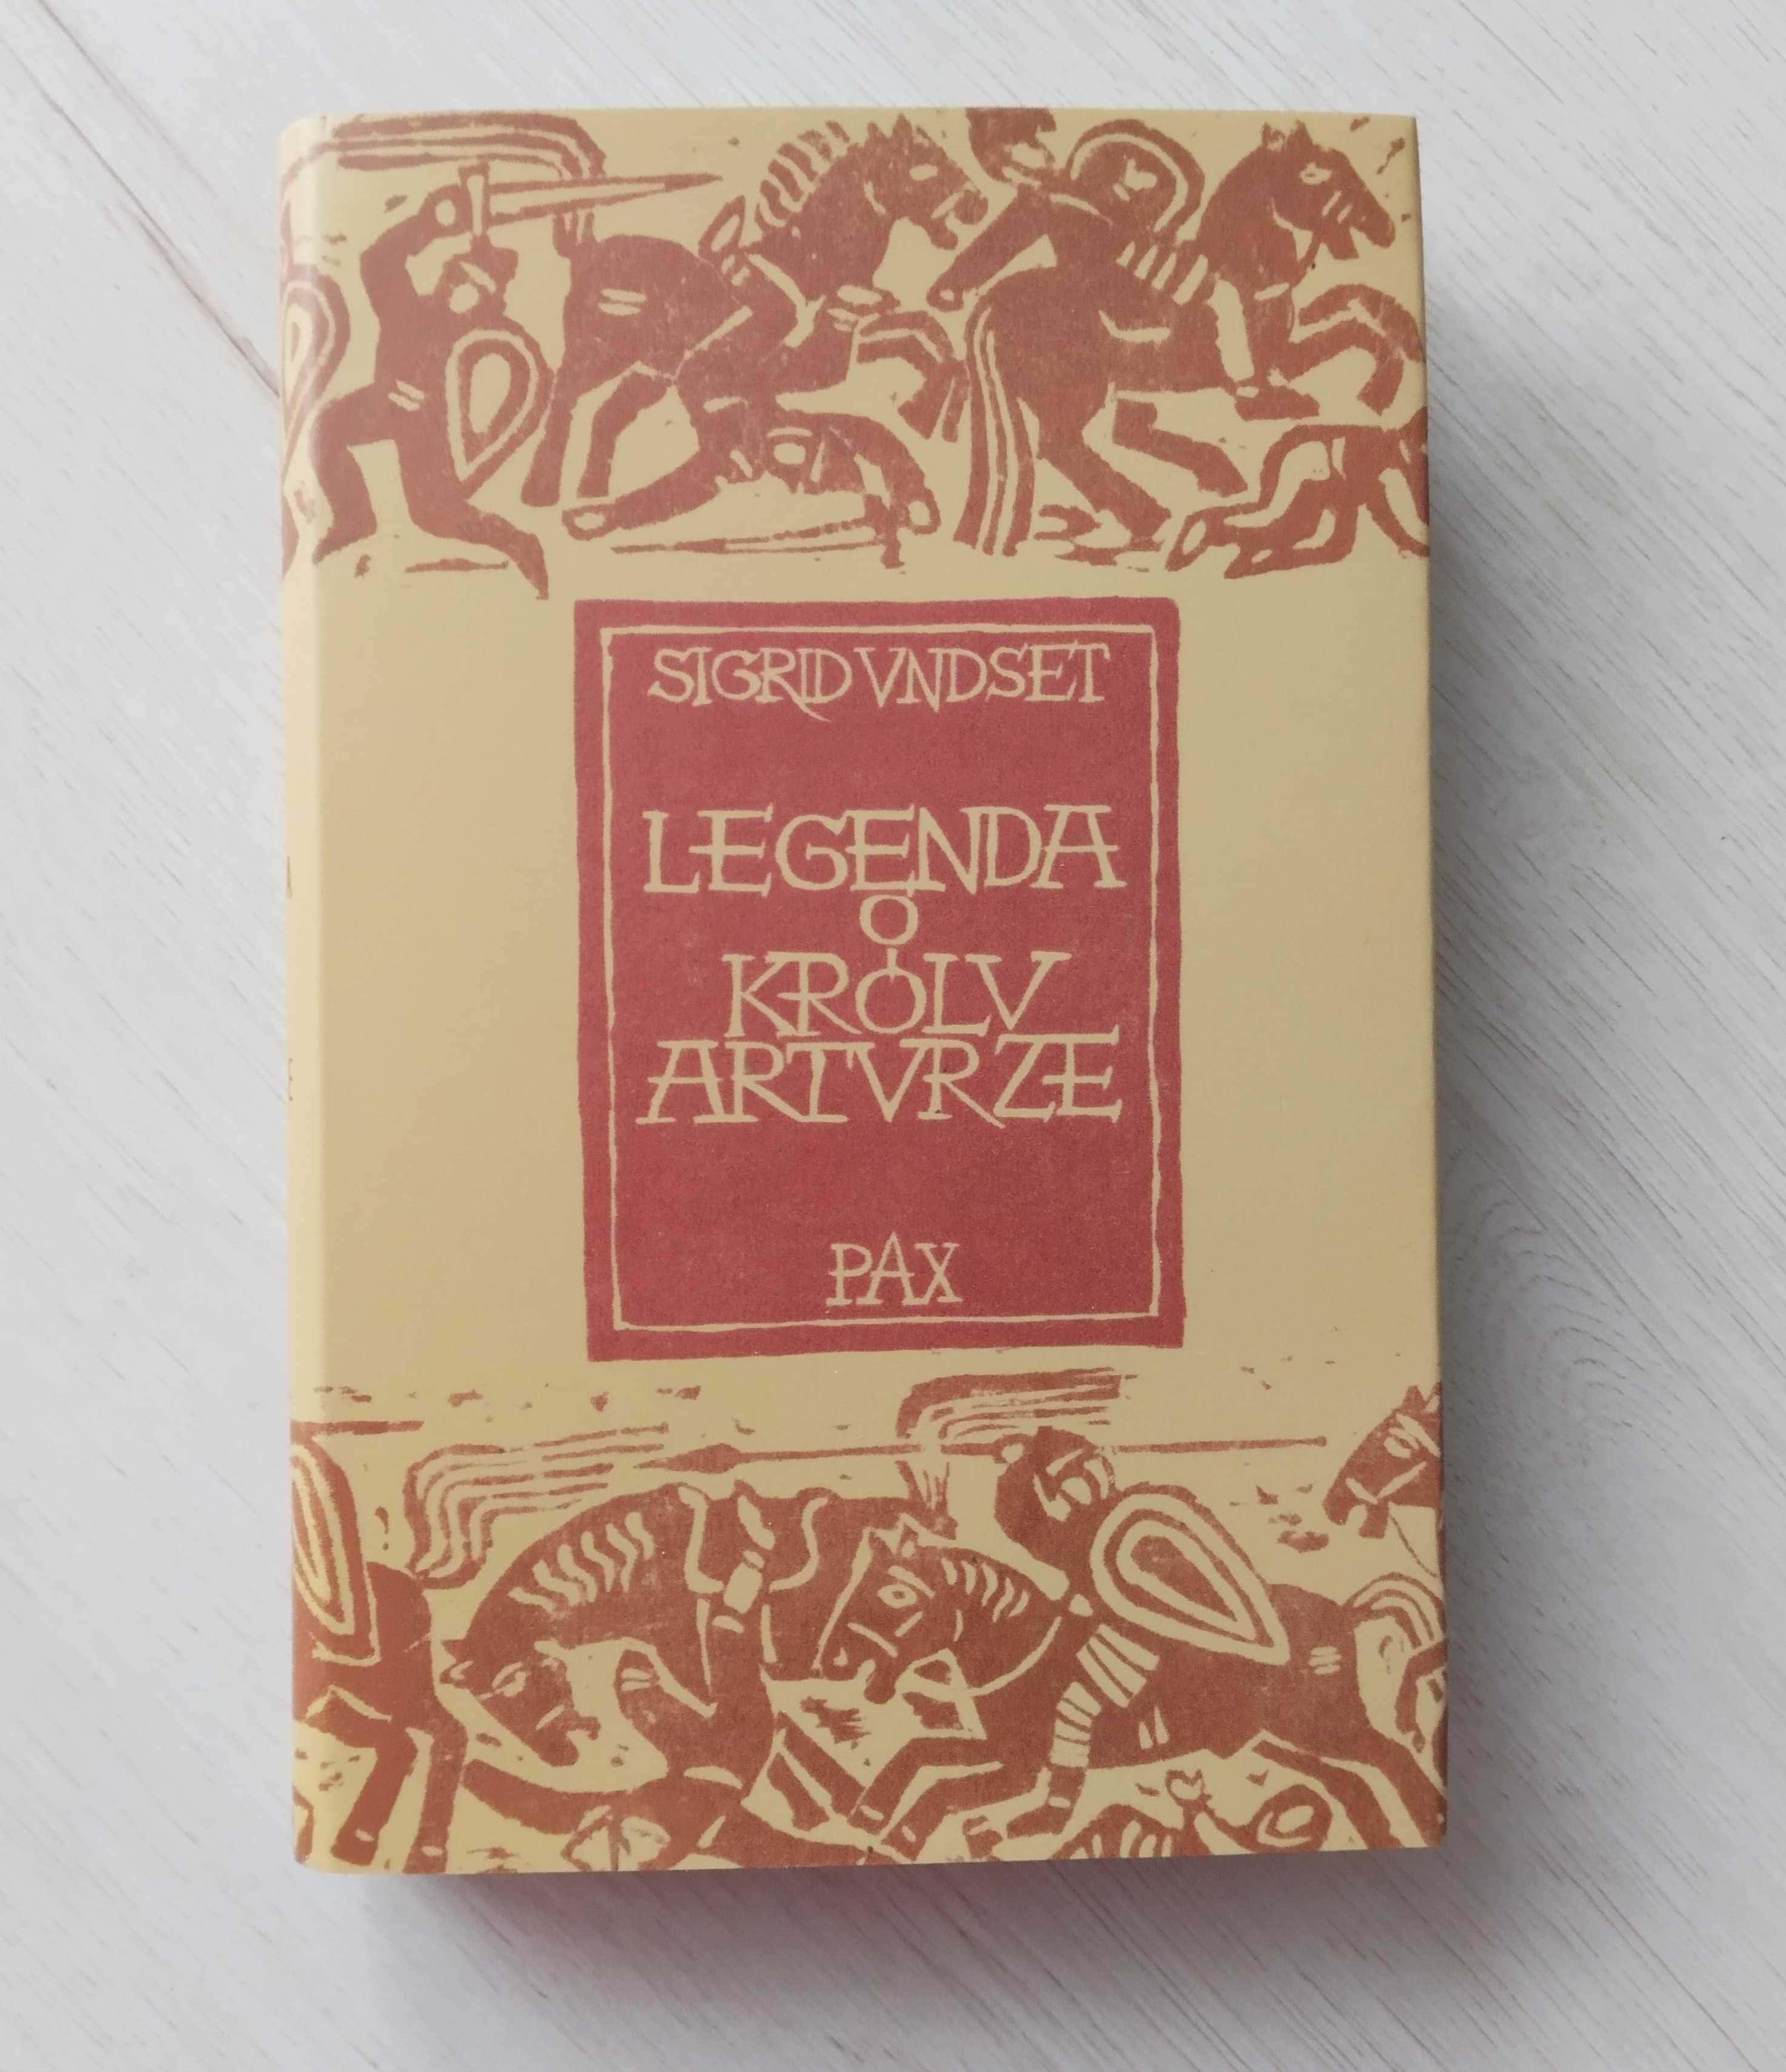 SIGRID VNDSET
LEGENDA
O
KRÓLV
ARTVRZE
PAX